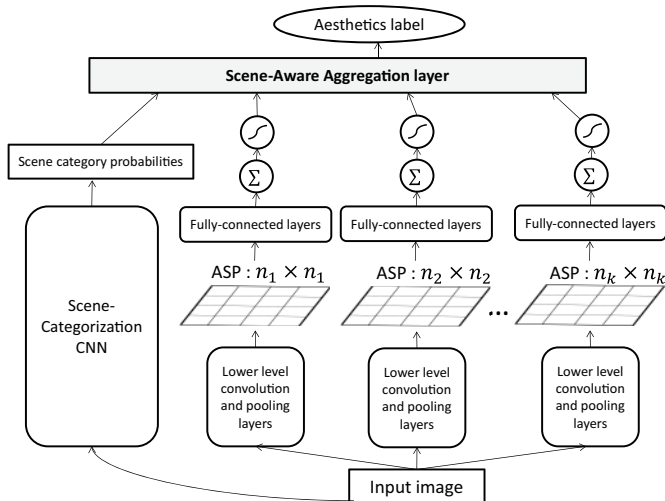 Aesthetics label
Scene-Aware Aggregation layer
Scene category probabilities
Σ
Σ
Σ
Fully-connected layers
Fully-connected layers
Fully-connected layers
ASP : n₁ × n₁
ASP : n₂ × n₂
ASP : nₖ × nₖ
...
Scene-
Categorization
CNN
Lower level
convolution
and pooling
layers
Lower level
convolution
and pooling
layers
Lower level
convolution
and pooling
layers
Input image